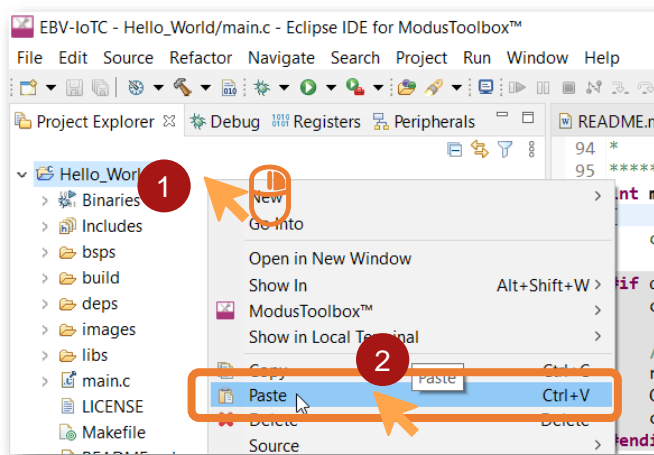 EBV-IoTC - Hello_World/main.c - Eclipse IDE for ModusToolbox™
File Edit Source Refactor Navigate Search Project Run Window Help
Project Explorer Debug Registers Peripherals README.m
94 *
95 *****
Hello_Worl
1
Binaries
Includes
bsps
build
deps
images
libs
main.c
LICENSE
Makefile
New
Go Into
Open in New Window
Show In Alt+Shift+W
ModusToolbox™
Show in Local Terminal
Copy Ctrl+C
2
Paste
Paste Ctrl+V
Delete Delete
Source
int m
#if
#endi